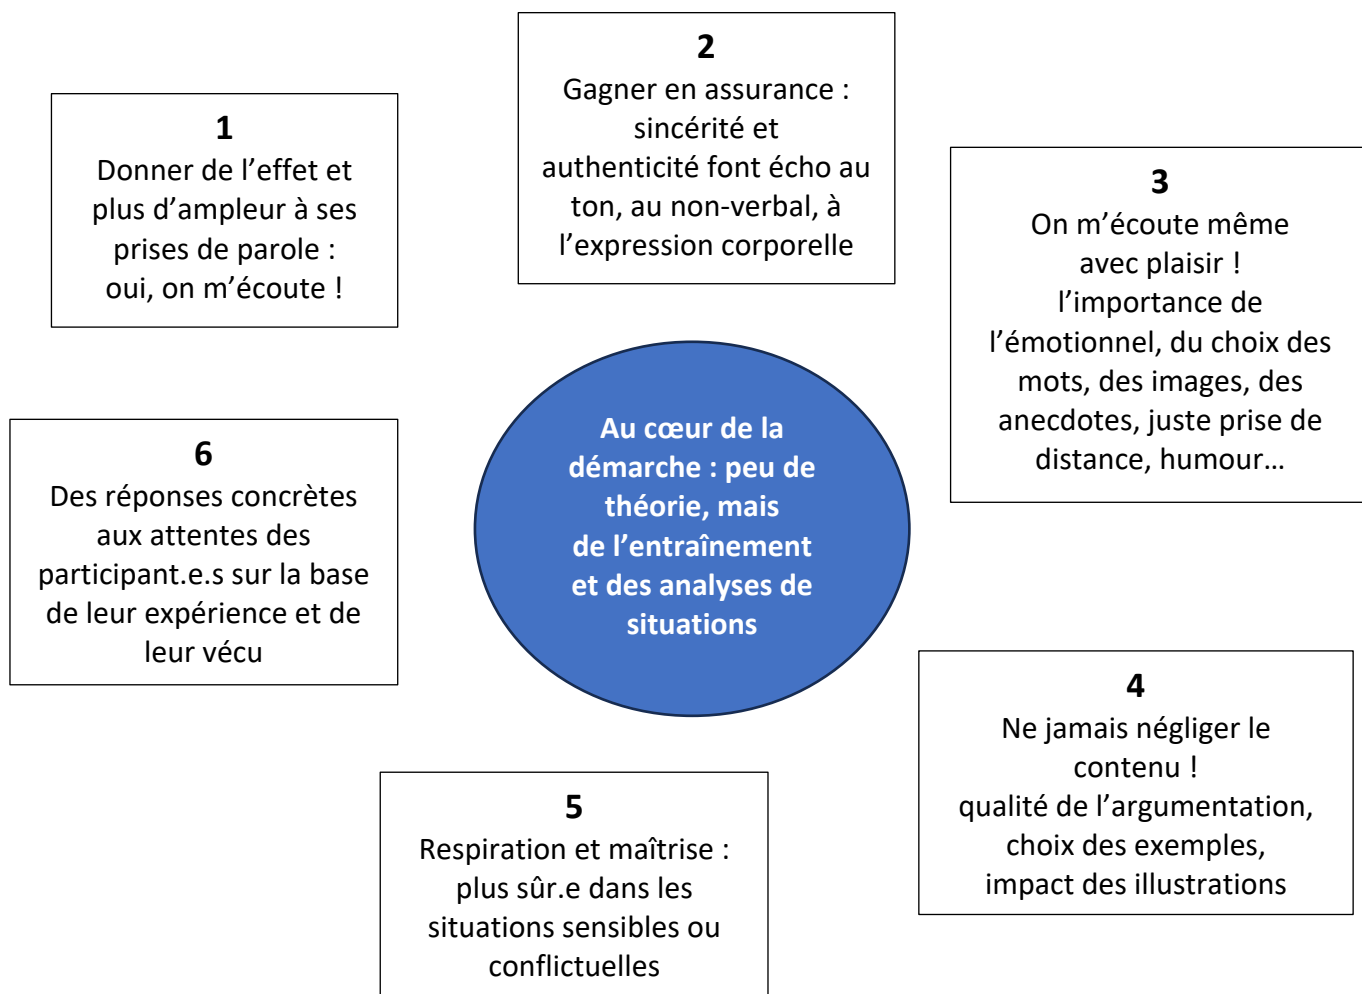 1
Donner de l’effet et
plus d’ampleur à ses
prises de parole :
oui, on m’écoute !
2
Gagner en assurance :
sincérité et
authenticité font écho au
ton, au non-verbal, à
l’expression corporelle
3
On m’écoute même
avec plaisir !
l’importance de
l’émotionnel, du choix des
mots, des images, des
anecdotes, juste prise de
distance, humour…
4
Ne jamais négliger le
contenu !
qualité de l’argumentation,
choix des exemples,
impact des illustrations
5
Respiration et maîtrise :
plus sûr.e dans les
situations sensibles ou
conflictuelles
6
Des réponses concrètes
aux attentes des
participant.e.s sur la base
de leur expérience et de
leur vécu
Au cœur de la
démarche : peu de
théorie, mais
de l’entraînement
et des analyses de
situations